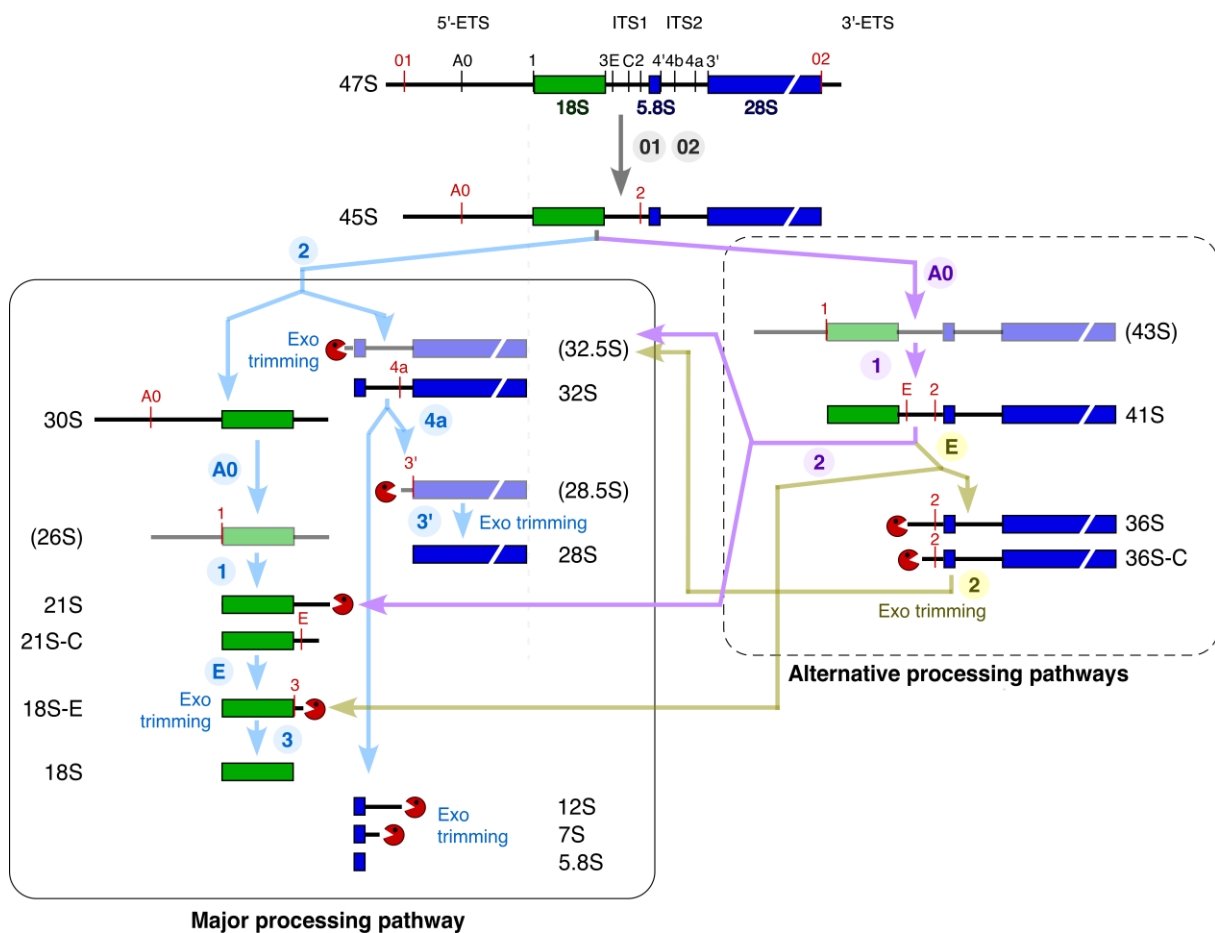 5'-ETS ITS1 ITS2 3'-ETS
01 A0 1 3 E C 2 4' 4b 4a 3' 02
47S
18S 5.8S 28S
01 02
A0 2
45S
2
A0
1
(43S)
Exo
trimming
(32.5S)
1
4a
32S
E 2
41S
A0
30S
4a
E
2
A0
3'
(28.5S)
2
36S
1
(26S)
3'
Exo trimming
2
28S
36S-C
1
2
21S
Exo trimming
E
21S-C
E
Alternative processing pathways
3
Exo
trimming
18S-E
3
18S
12S
Exo
trimming
7S
5.8S
Major processing pathway